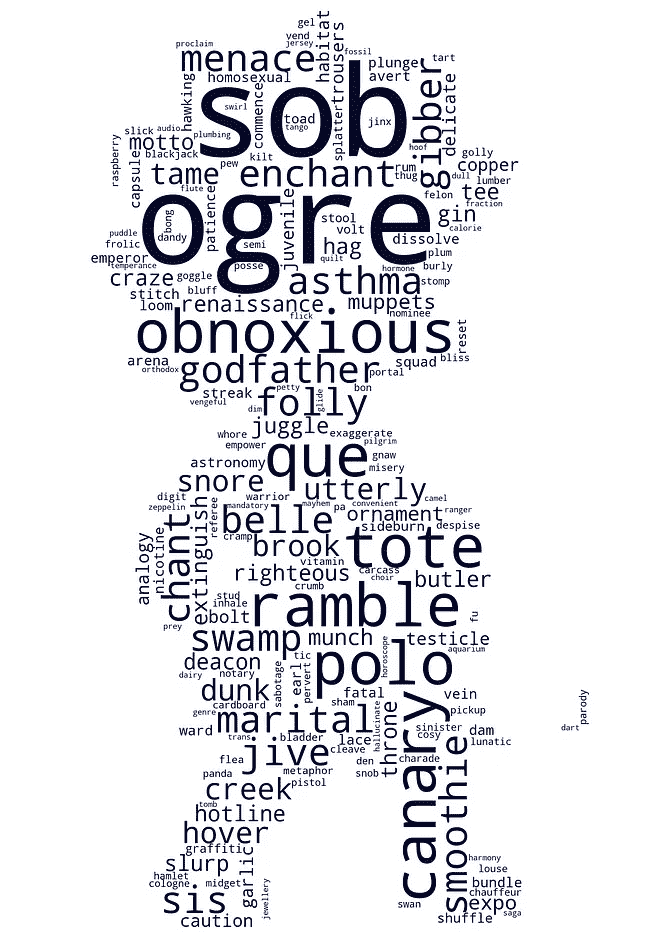 gel
vend
jersey
proclaim
habitat
trousers
fossil
menace
homosexual
plunge
tart
avert
hawking
commence
splatter
gibber
delicate
sob
swirl
toad
tango
jinx
hoof
slick
audio
plumbing
motto
blackjack
raspberry
capsule
pew
kilt
golly
copper
rum
thug
dull
lumber
tame
enchant
flute
felon
tee
fraction
ogre
bong
dandy
patience
semi
posse
juvenile
stool
volt
hag
quilt
gin
calorie
dissolve
plum
puddle
frolic
emperor
temperance
hormone
burly
craze
goggle
asthma
stomp
stitch
bluff
loom
renaissance
muppets
nominee
flick
obnoxious
reset
arena
orthodox
godfather
squad
bliss
portal
streak
petty
bon
vengeful
dim
folly
glide
juggle
exaggerate
whore
pilgrim
empower
que
gnaw
astronomy
misery
snore
utterly
camel
digit
zeppelin
warrior
mandatory
mayhem
convenient
pa
ornament
ranger
referee
belle
sideburn
despise
cramp
chant
extinguish
analogy
nicotine
brook
tote
vitamin
righteous
carcass
choir
butler
crumb
stud
inhale
ramble
bolt
fu
prey
swamp
munch
testicle
horoscope
aquarium
deacon
tic
polo
dairy
notary
sabotage
earl
pervert
dunk
fatal
vein
cardboard
sham
genre
marital
hallucinate
throne
canary
pickup
parody
dart
ward
trans
bladder
lace
sinister
cosy
dam
lunatic
jive
cleave
flea
den
charade
panda
metaphor
snob
pistol
creek
smoothie
tomb
hotline
hover
graffiti
garlic
slurp
harmony
louse
hamlet
cologne
midget
bundle
jewellery
chauffeur
sis
swan
expo
saga
caution
shuffle